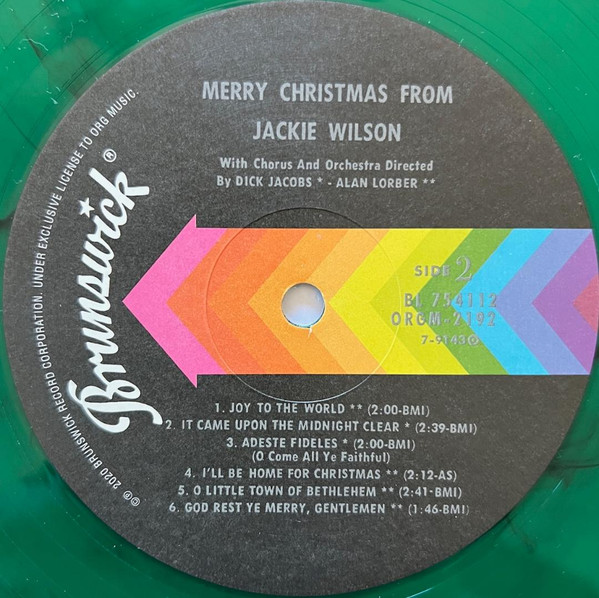 MERRY CHRISTMAS FROM
JACKIE WILSON
With Chorus And Orchestra Directed
By DICK JACOBS * - ALAN LORBER **
Brunswick®
SIDE 2
BL 754112
ORGM-2192
7-9143
1. JOY TO THE WORLD ** (2:00-BMI)
2. IT CAME UPON THE MIDNIGHT CLEAR * (2:39-BMI)
3. ADESTE FIDELES * (2:00-BMI)
(O Come All Ye Faithful)
4. I'LL BE HOME FOR CHRISTMAS ** (2:12-AS)
5. O LITTLE TOWN OF BETHLEHEM ** (2:41-BMI)
6. GOD REST YE MERRY, GENTLEMEN ** (1:46-BMI)
©℗ 2020 BRUNSWICK RECORD CORPORATION. UNDER EXCLUSIVE LICENSE TO ORG MUSIC.